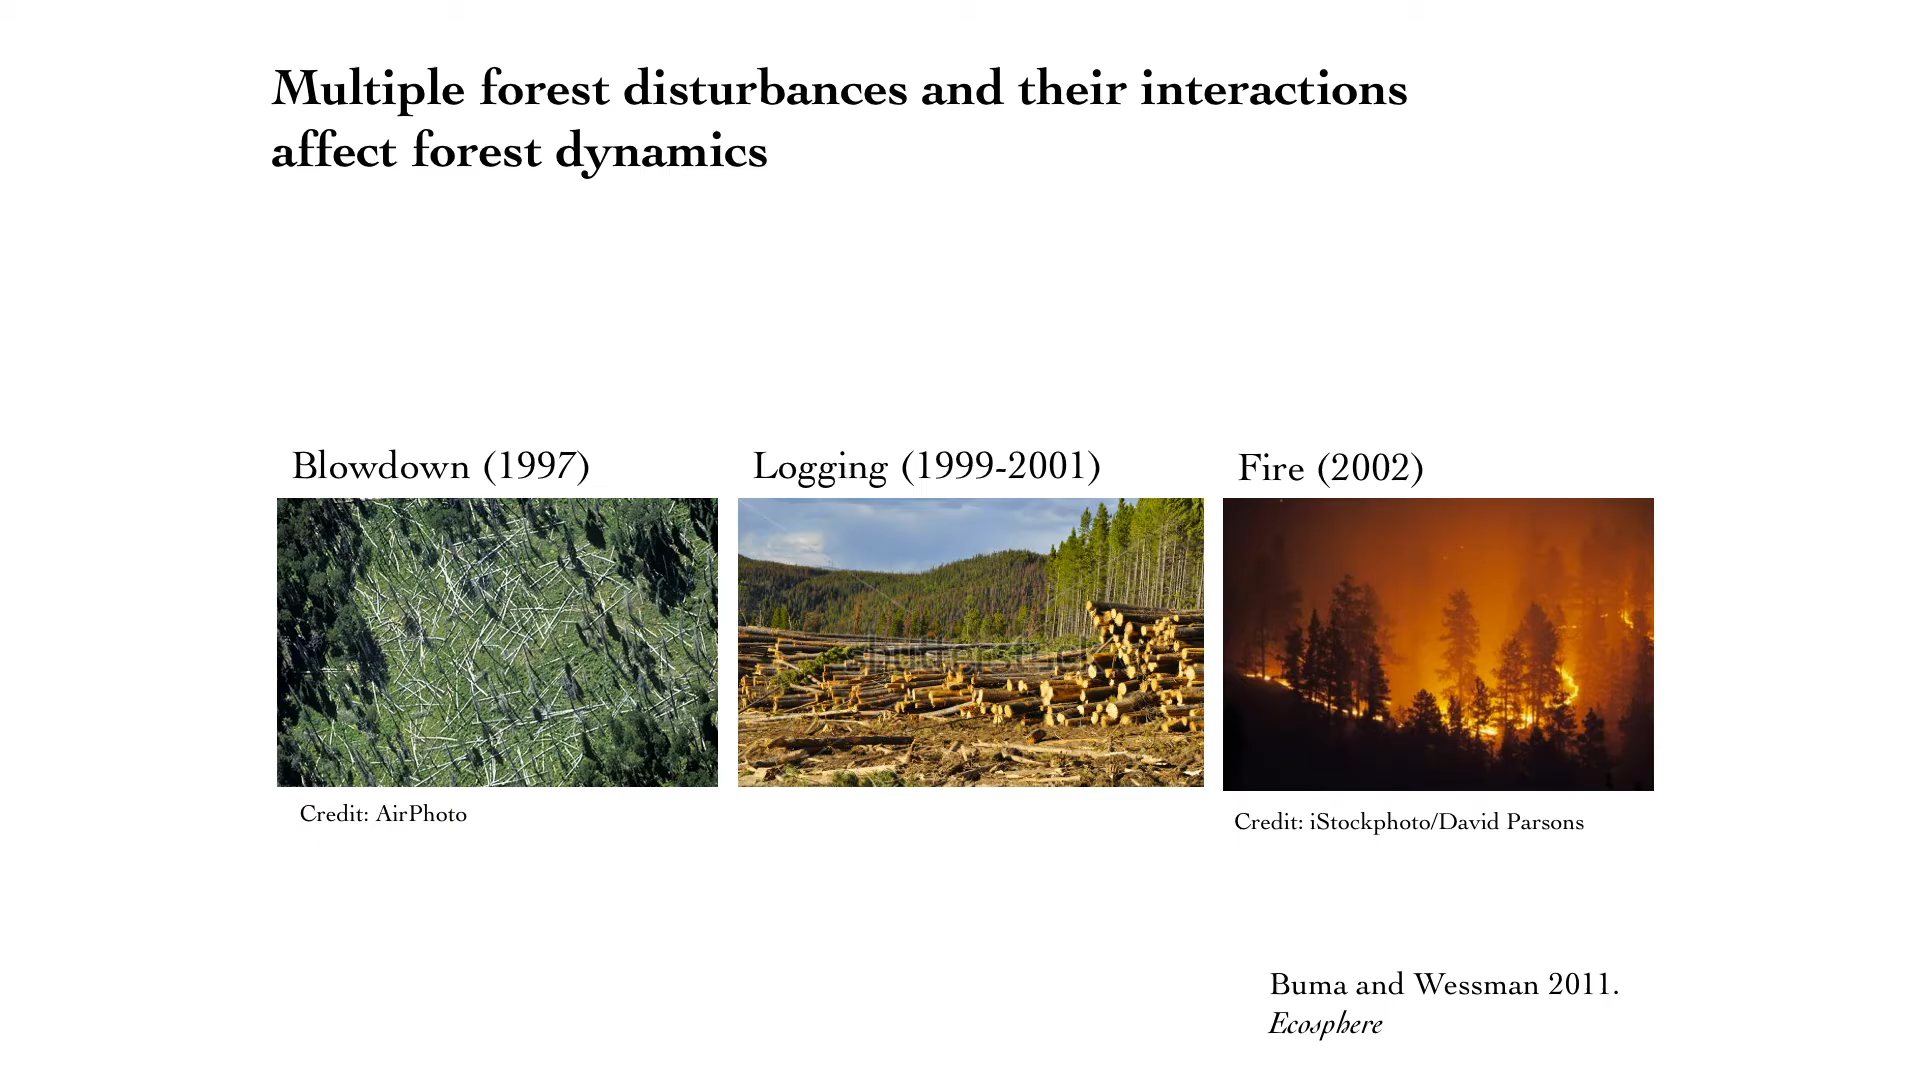 Multiple forest disturbances and their interactions
affect forest dynamics
Blowdown (1997)
Logging (1999-2001)
Fire (2002)
shutterstock
Credit: AirPhoto
Credit: iStockphoto/David Parsons
Buma and Wessman 2011.
Ecosphere